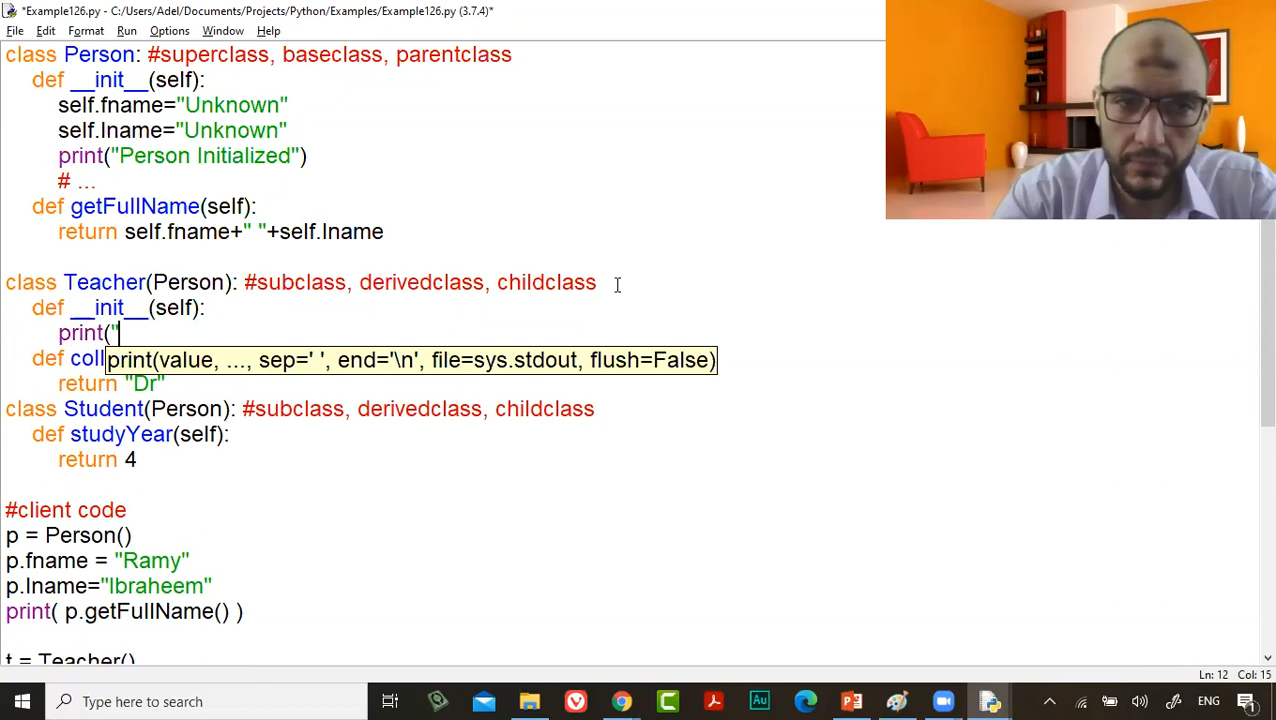 *Example126.py - C:/Users/Adel/Documents/Projects/Python/Examples/Example126.py (3.7.4)*
File Edit Format Run Options Window Help
class Person: #superclass, baseclass, parentclass
def __init__(self):
self.fname="Unknown"
self.lname="Unknown"
print("Person Initialized")
# ...
def getFullName(self):
return self.fname+" "+self.lname
class Teacher(Person): #subclass, derivedclass, childclass
def __init__(self):
print("
def coll
print(value, ..., sep=' ', end='\n', file=sys.stdout, flush=False)
return "Dr"
class Student(Person): #subclass, derivedclass, childclass
def studyYear(self):
return 4
#client code
p = Person()
p.fname = "Ramy"
p.lname="Ibraheem"
print( p.getFullName() )
t = Teacher()
Ln: 12 Col: 15
Type here to search
ENG